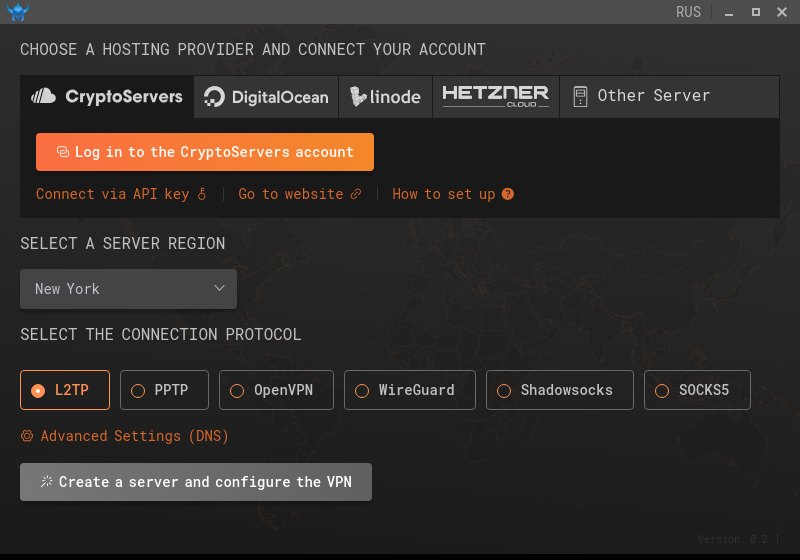 RUS
CHOOSE A HOSTING PROVIDER AND CONNECT YOUR ACCOUNT
CryptoServers DigitalOcean linode HETZNER CLOUD Other Server
Log in to the CryptoServers account
Connect via API key Go to website How to set up ?
SELECT A SERVER REGION
New York
SELECT THE CONNECTION PROTOCOL
L2TP PPTP OpenVPN WireGuard Shadowsocks SOCKS5
Advanced Settings (DNS)
Create a server and configure the VPN
Version: 0.2.1